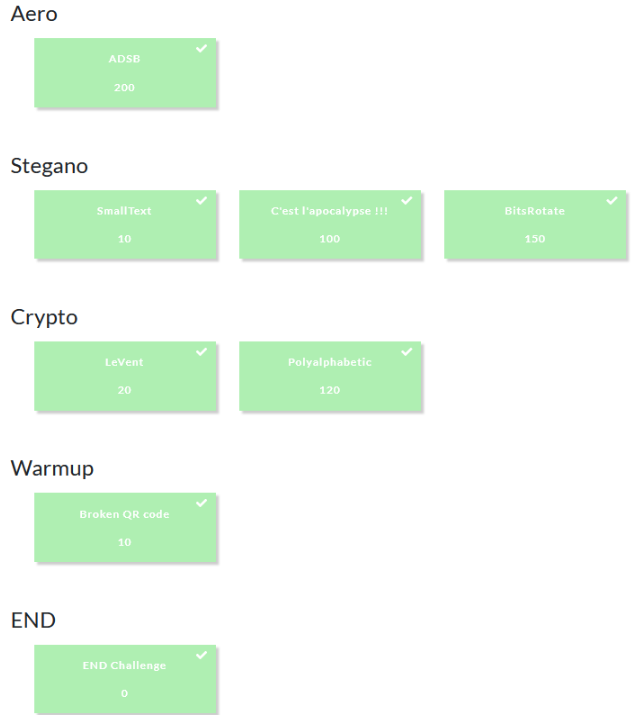 Aero
ADSB
200
Stegano
SmallText
10
C'est l'apocalypse !!!
100
BitsRotate
150
Crypto
LeVent
20
Polyalphabetic
120
Warmup
Broken QR code
10
END
END Challenge
0